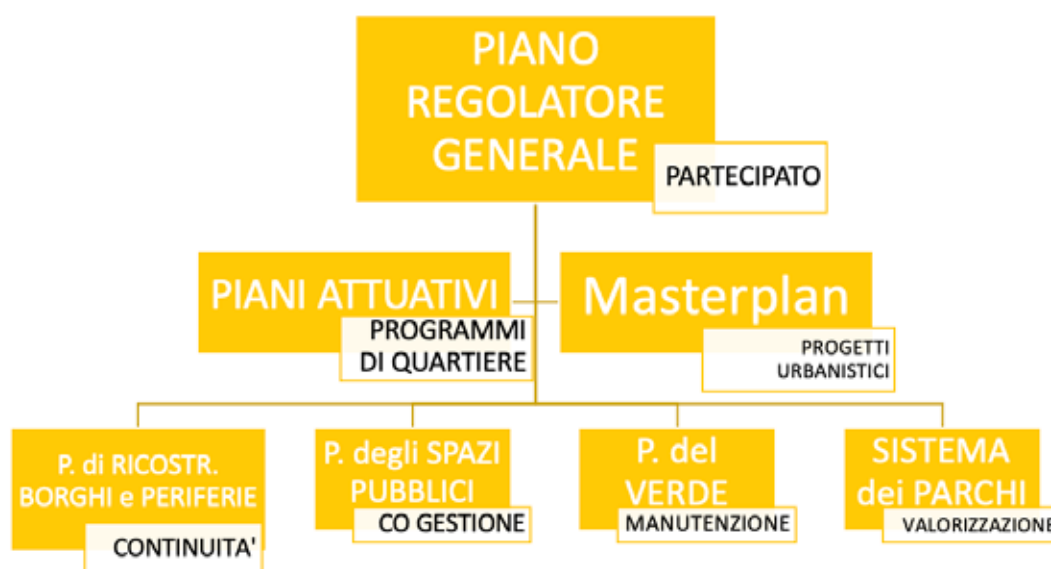 PIANO
REGOLATORE
GENERALE
PARTECIPATO
PIANI ATTUATIVI
PROGRAMMI
DI QUARTIERE
Masterplan
PROGETTI
URBANISTICI
P. di RICOSTR.
BORGHI e PERIFERIE
CONTINUITA'
P. degli SPAZI
PUBBLICI
CO GESTIONE
P. del
VERDE
MANUTENZIONE
SISTEMA
dei PARCHI
VALORIZZAZIONE